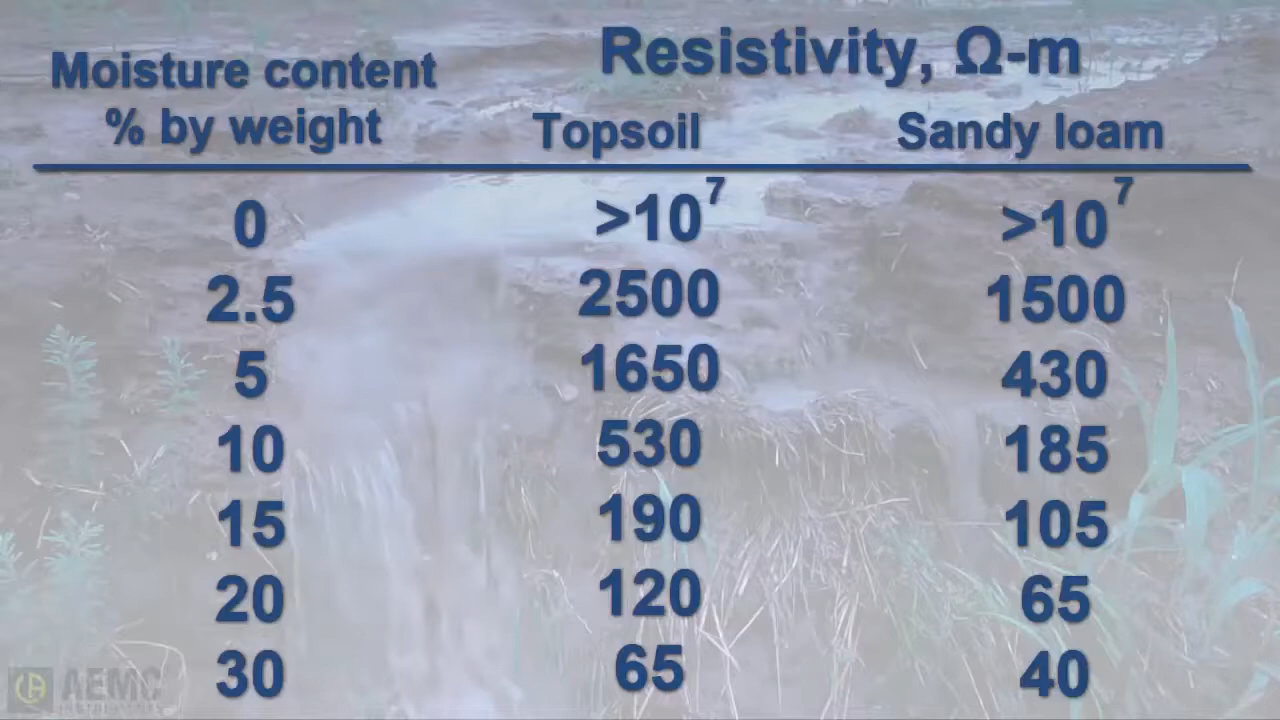 Moisture content
% by weight
Resistivity, Ω-m
Topsoil Sandy loam
0 >10⁷ >10⁷
2.5 2500 1500
5 1650 430
10 530 185
15 190 105
20 120 65
30 65 40
AEMC
INSTRUMENTS